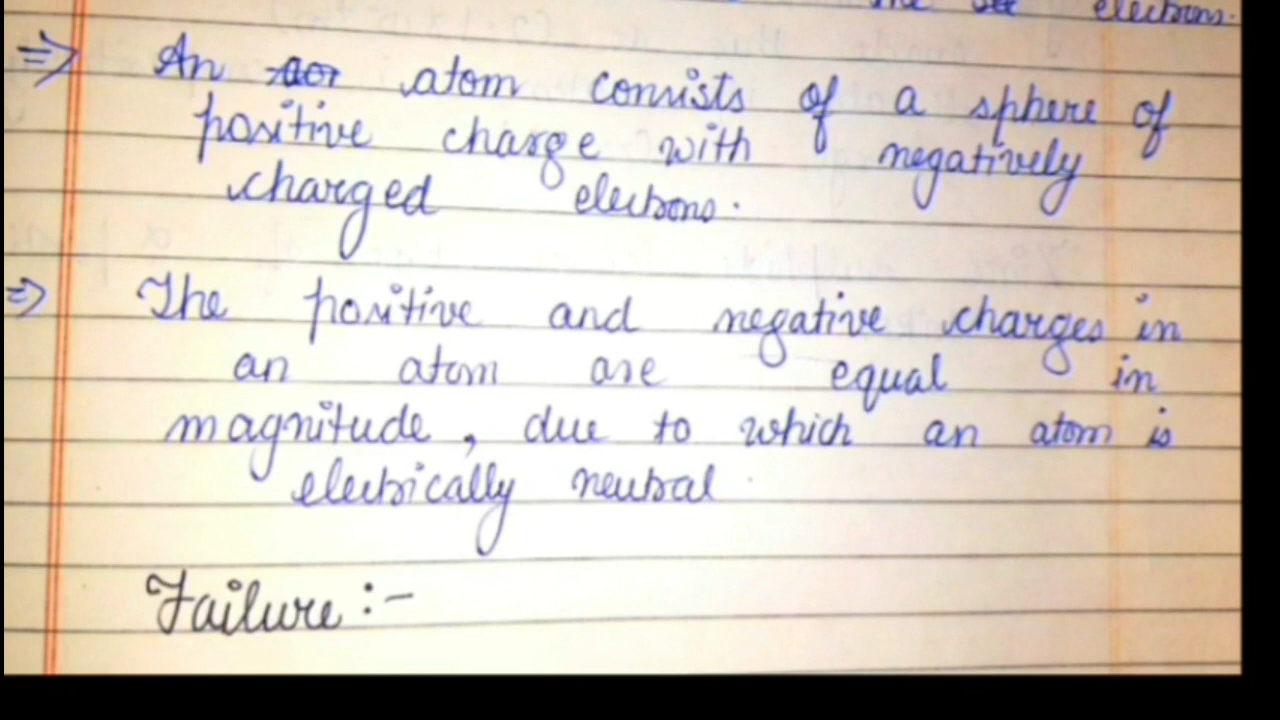 electrons.
⇒ An atom consists of a sphere of
positive charge with negatively
charged electrons.
⇒ The positive and negative charges in
an atom are equal in
magnitude, due to which an atom is
electrically neutral
Failure :-